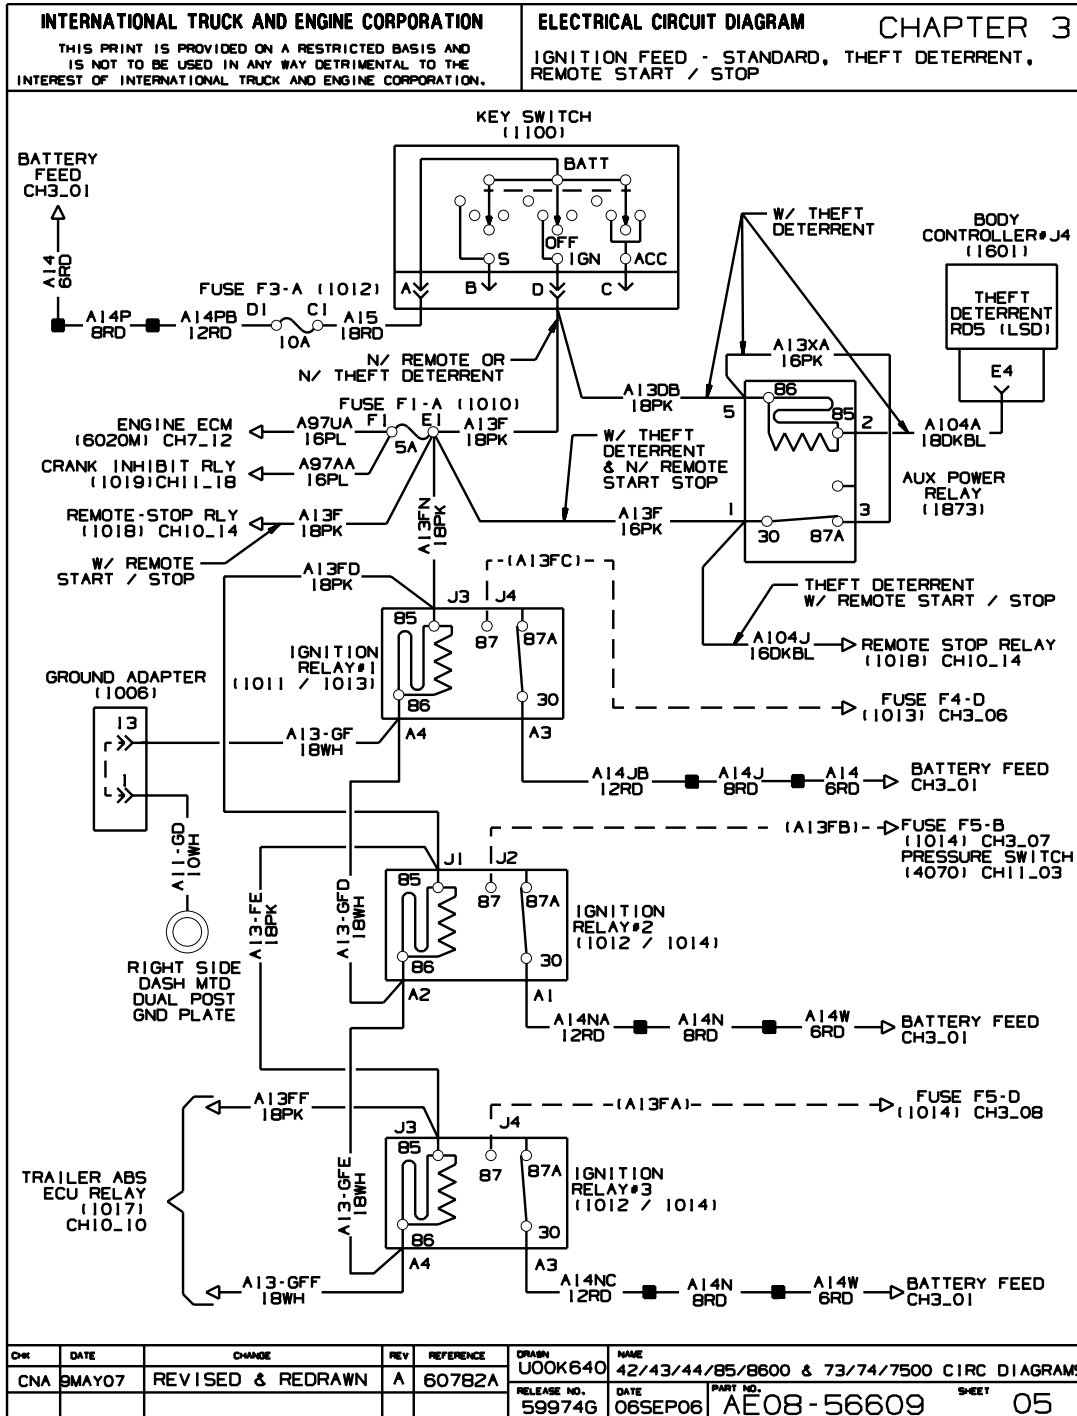 INTERNATIONAL TRUCK AND ENGINE CORPORATION
THIS PRINT IS PROVIDED ON A RESTRICTED BASIS AND
IS NOT TO BE USED IN ANY WAY DETRIMENTAL TO THE
INTEREST OF INTERNATIONAL TRUCK AND ENGINE CORPORATION.
ELECTRICAL CIRCUIT DIAGRAM
CHAPTER 3
IGNITION FEED - STANDARD, THEFT DETERRENT,
REMOTE START / STOP
KEY SWITCH
(1100)
BATT
OFF
S
IGN
ACC
A
B
D
C
BATTERY
FEED
CH3_01
A14
6RD
A14P
8RD
A14PB
12RD
FUSE F3-A (1012)
D1
C1
10A
A15
18RD
W/ THEFT
DETERRENT
BODY
CONTROLLER#J4
(1601)
THEFT
DETERRENT
RD5 (LSD)
E4
N/ REMOTE OR
N/ THEFT DETERRENT
A13XA
16PK
A13DB
18PK
5
86
85
2
A104A
18DKBL
FUSE F1-A (1010)
F1
E1
5A
A13F
18PK
ENGINE ECM
(6020M) CH7_12
A97UA
16PL
CRANK INHIBIT RLY
(1019)CH11_18
A97AA
16PL
REMOTE-STOP RLY
(1018) CH10_14
A13F
18PK
W/ REMOTE
START / STOP
W/ THEFT
DETERRENT
& N/ REMOTE
START STOP
A13FN
18PK
A13F
16PK
1
3
30
87A
AUX POWER
RELAY
(1873)
A13FD
18PK
(A13FC)
THEFT DETERRENT
W/ REMOTE START / STOP
A104J
16DKBL
REMOTE STOP RELAY
(1018) CH10_14
J3
J4
85
87
87A
IGNITION
RELAY#1
(1011 / 1013)
86
30
A4
A3
FUSE F4-D
(1013) CH3_06
GROUND ADAPTER
(1006)
13
1
A13-GF
18WH
A14JB
12RD
A14J
8RD
A14
6RD
BATTERY FEED
CH3_01
A11-GD
10WH
RIGHT SIDE
DASH MTD
DUAL POST
GND PLATE
(A13FB)
FUSE F5-B
(1014) CH3_07
PRESSURE SWITCH
(4070) CH11_03
A13-FE
18PK
A13-GFD
18WH
J1
J2
85
87
87A
IGNITION
RELAY#2
(1012 / 1014)
86
30
A2
A1
A14NA
12RD
A14N
8RD
A14W
6RD
BATTERY FEED
CH3_01
A13FF
18PK
(A13FA)
FUSE F5-D
(1014) CH3_08
J3
J4
85
87
87A
IGNITION
RELAY#3
(1012 / 1014)
86
30
A4
A3
A13-GFE
18WH
TRAILER ABS
ECU RELAY
(1017)
CH10_10
A13-GFF
18WH
A14NC
12RD
A14N
8RD
A14W
6RD
BATTERY FEED
CH3_01
CHK
DATE
CHANGE
REV
REFERENCE
CNA
9MAY07
REVISED & REDRAWN
A
60782A
DRAWN
U00K640
NAME
42/43/44/85/8600 & 73/74/7500 CIRC DIAGRAMS
RELEASE NO.
59974G
DATE
06SEP06
PART NO.
AE08-56609
SHEET
05